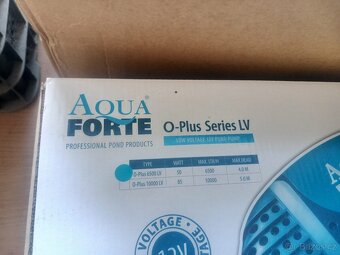 AQUA
FORTE
PROFESSIONAL POND PRODUCTS
O-Plus Series LV
LOW VOLTAGE 12V PUMP POND
TYPE WATT MAX. LTR/H MAX.HEAD
O-Plus 6500 LV 50 6500 4.0 M
O-Plus 10000 LV 85 10000 5.0 M
VOLTAGE
12V
A